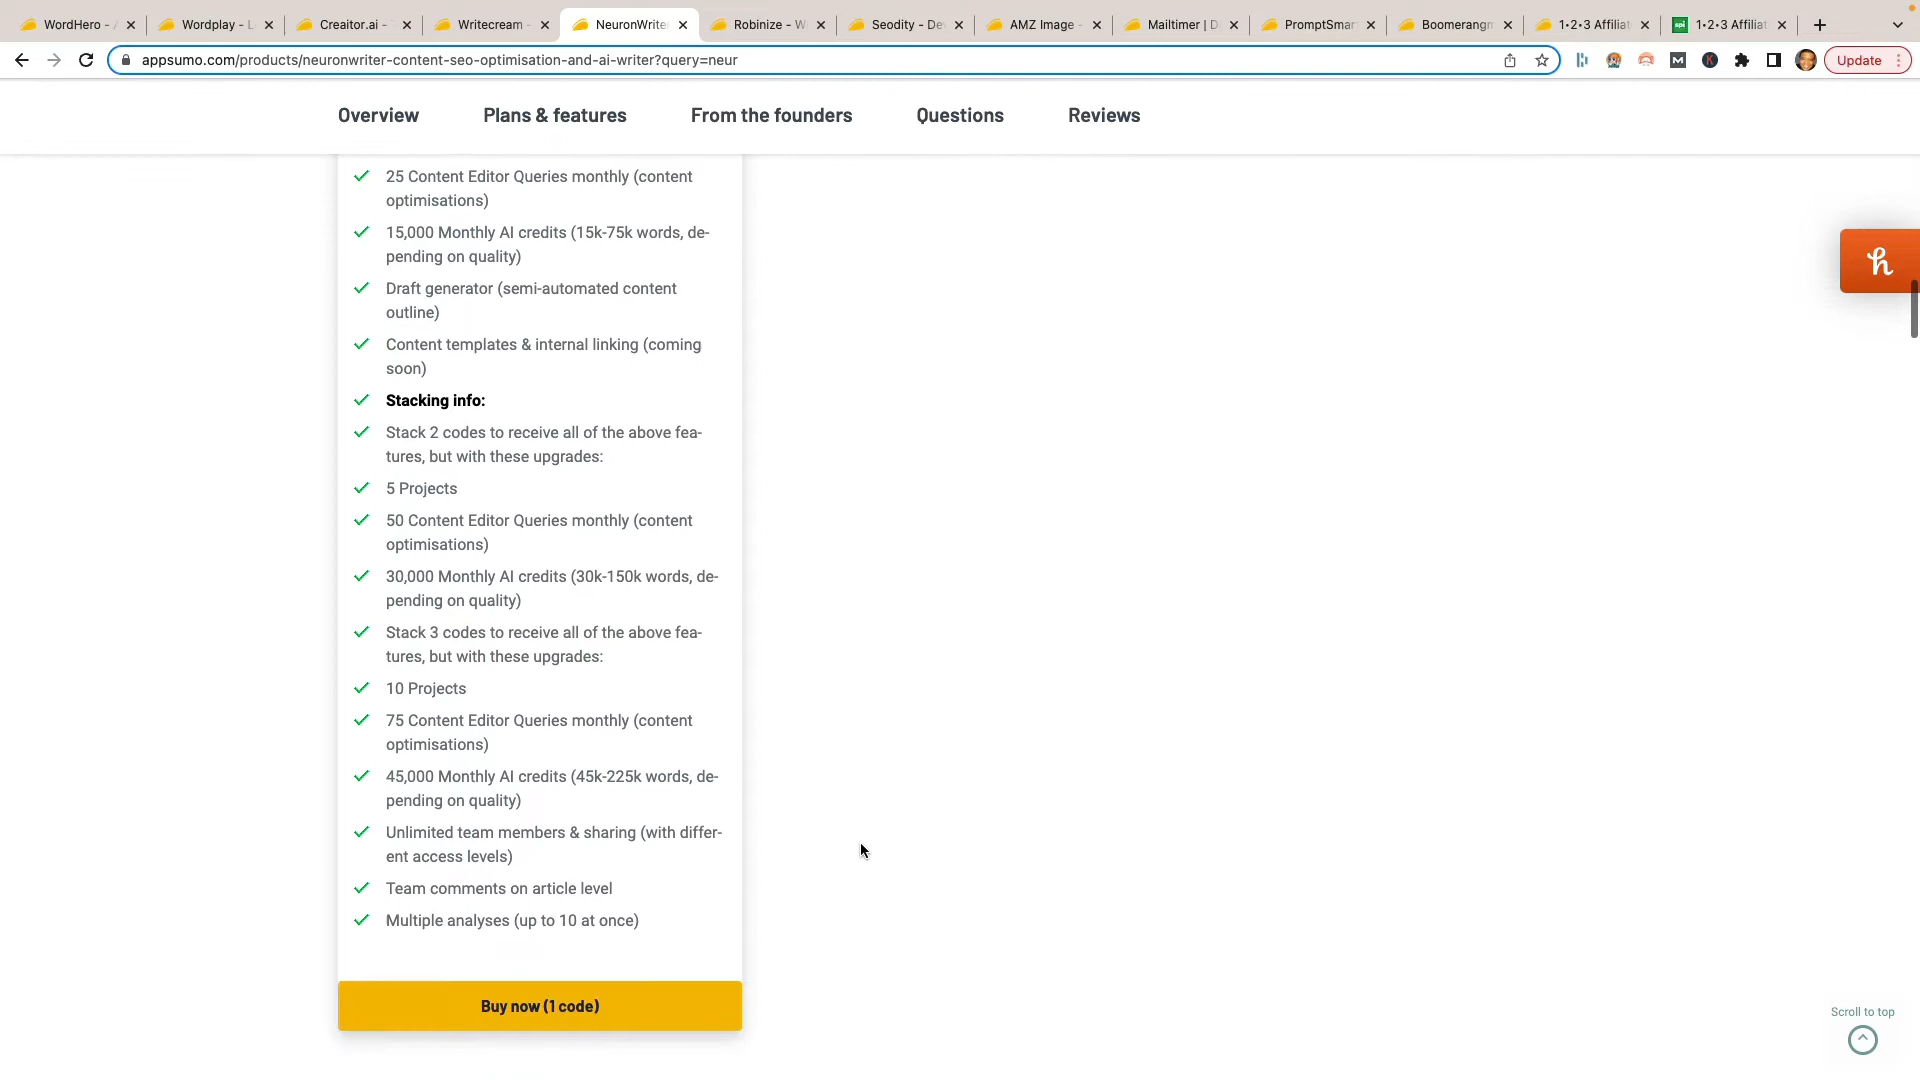 WordHero -
Wordplay - L
Creaitor.ai -
Writecream -
NeuronWrite
Robinize - W
Seodity - De
AMZ Image -
Mailtimer | D
PromptSmar
Boomerangm
1•2•3 Affiliat
spi 1•2•3 Affiliat
appsumo.com/products/neuronwriter-content-seo-optimisation-and-ai-writer?query=neur
M
K
Update
Overview
Plans & features
From the founders
Questions
Reviews
25 Content Editor Queries monthly (content
optimisations)
15,000 Monthly AI credits (15k-75k words, de-
pending on quality)
Draft generator (semi-automated content
outline)
Content templates & internal linking (coming
soon)
Stacking info:
Stack 2 codes to receive all of the above fea-
tures, but with these upgrades:
5 Projects
50 Content Editor Queries monthly (content
optimisations)
30,000 Monthly AI credits (30k-150k words, de-
pending on quality)
Stack 3 codes to receive all of the above fea-
tures, but with these upgrades:
10 Projects
75 Content Editor Queries monthly (content
optimisations)
45,000 Monthly AI credits (45k-225k words, de-
pending on quality)
Unlimited team members & sharing (with differ-
ent access levels)
Team comments on article level
Multiple analyses (up to 10 at once)
Buy now (1 code)
h
Scroll to top